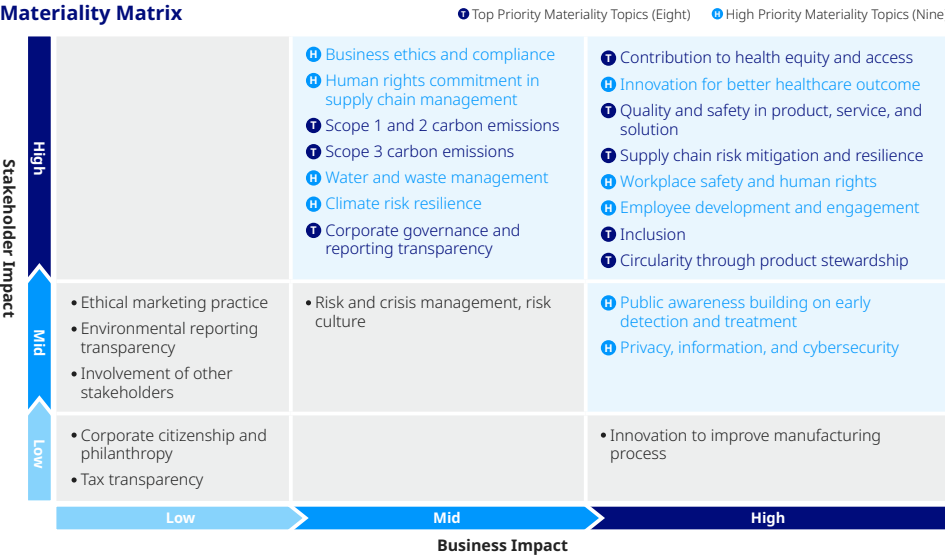 Materiality Matrix
T Top Priority Materiality Topics (Eight)
H High Priority Materiality Topics (Nine
Stakeholder Impact
High
Mid
Low
H Business ethics and compliance
H Human rights commitment in
supply chain management
T Scope 1 and 2 carbon emissions
T Scope 3 carbon emissions
H Water and waste management
H Climate risk resilience
T Corporate governance and
reporting transparency
T Contribution to health equity and access
H Innovation for better healthcare outcome
T Quality and safety in product, service, and
solution
T Supply chain risk mitigation and resilience
H Workplace safety and human rights
H Employee development and engagement
T Inclusion
T Circularity through product stewardship
• Ethical marketing practice
• Environmental reporting
transparency
• Involvement of other
stakeholders
• Risk and crisis management, risk
culture
H Public awareness building on early
detection and treatment
H Privacy, information, and cybersecurity
• Corporate citizenship and
philanthropy
• Tax transparency
• Innovation to improve manufacturing
process
Low
Mid
High
Business Impact